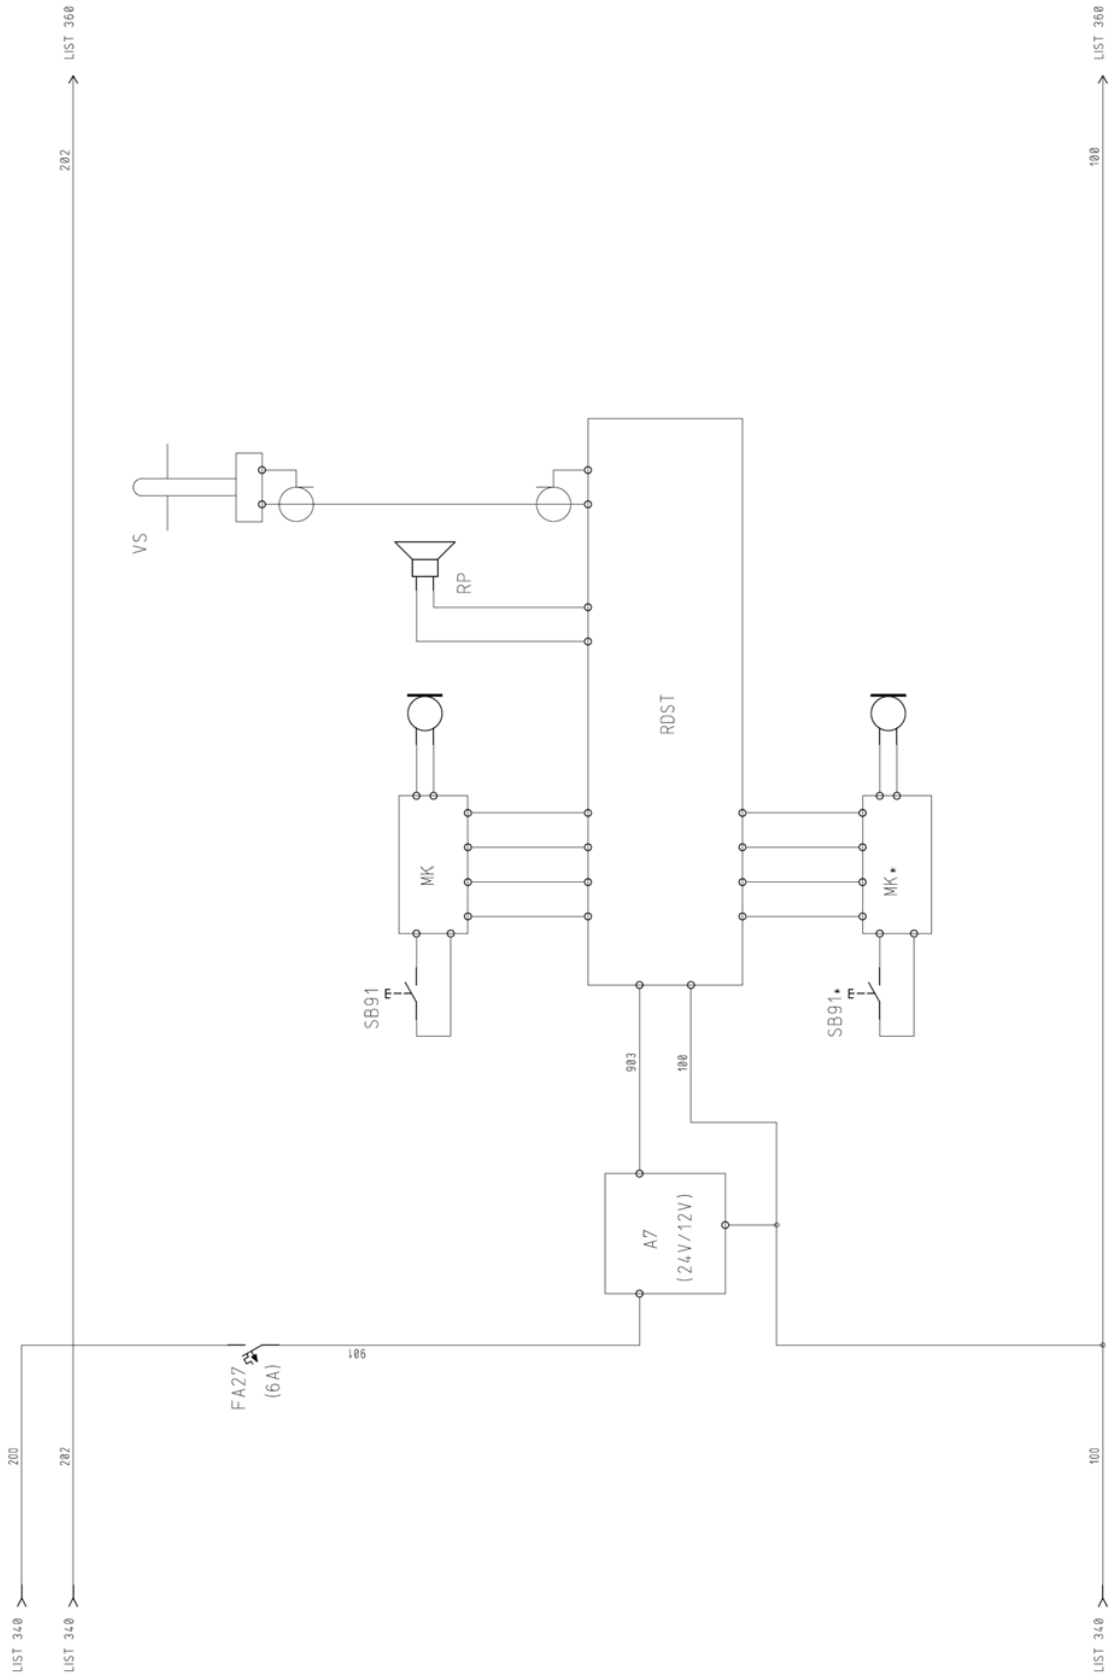 LIST 340
200
LIST 340
202
202
LIST 360
VS
FA27
(6A)
901
SB91
MK
RP
A7
(24V/12V)
903
100
RDST
SB91*
MK*
LIST 340
100
100
LIST 360